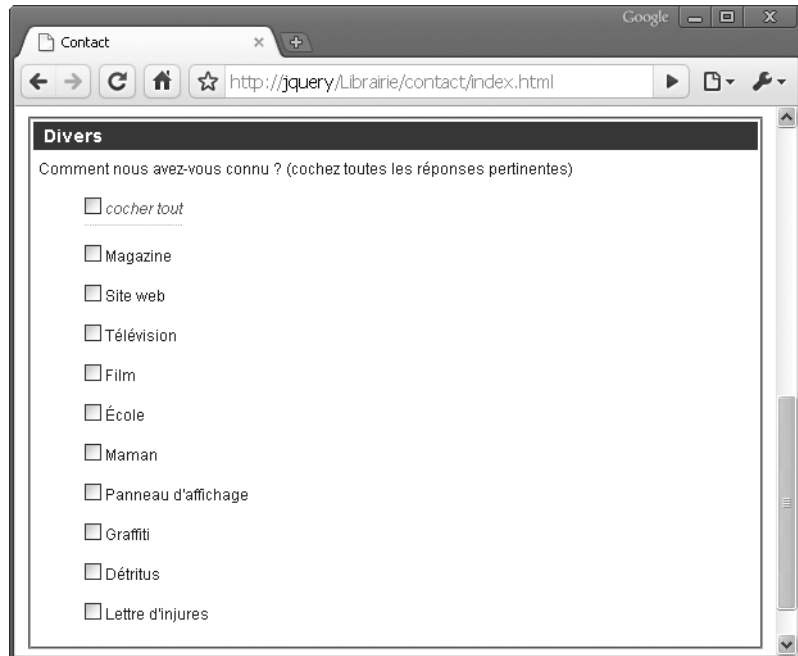 Google
Contact
http://jquery/Librairie/contact/index.html
Divers
Comment nous avez-vous connu ? (cochez toutes les réponses pertinentes)
cocher tout
Magazine
Site web
Télévision
Film
École
Maman
Panneau d'affichage
Graffiti
Détritus
Lettre d'injures